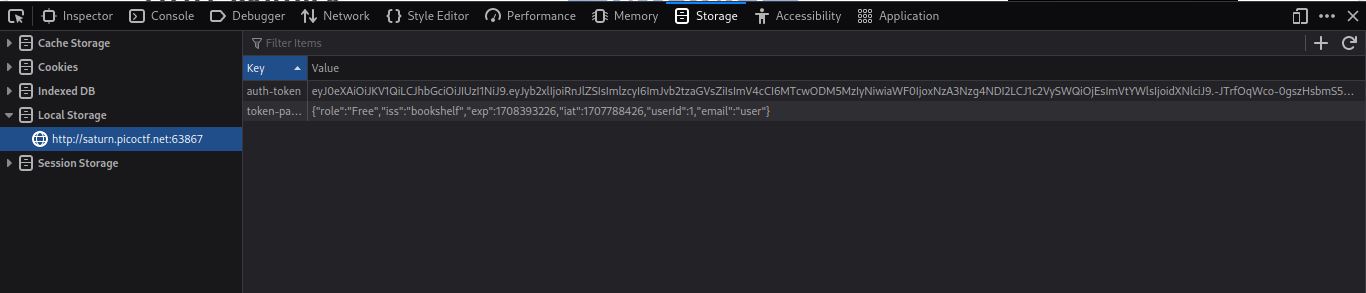 Inspector Console Debugger Network Style Editor Performance Memory Storage Accessibility Application
Cache Storage
Filter Items
Cookies
Key Value
Indexed DB
auth-token eyJ0eXAiOiJKV1QiLCJhbGciOiJIUzI1NiJ9.eyJyb2xlIjoiRnJlZSIsImlzcyI6ImJvb2tzaGVsZiIsImV4cCI6MTcwODM5MzIyNiwiaWF0IjoxNzA3Nzg4NDI2LCJ1c2VySWQiOjEsImVtYWlsIjoidXNlciJ9.-JTrfOqWco-0gszHsbmS5…
Local Storage
token-pa… {"role":"Free","iss":"bookshelf","exp":1708393226,"iat":1707788426,"userId":1,"email":"user"}
http://saturn.picoctf.net:63867
Session Storage